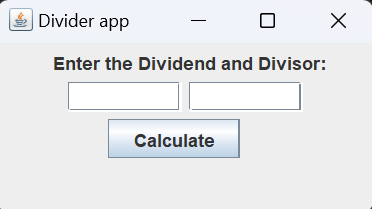 Divider app
Enter the Dividend and Divisor:
Calculate